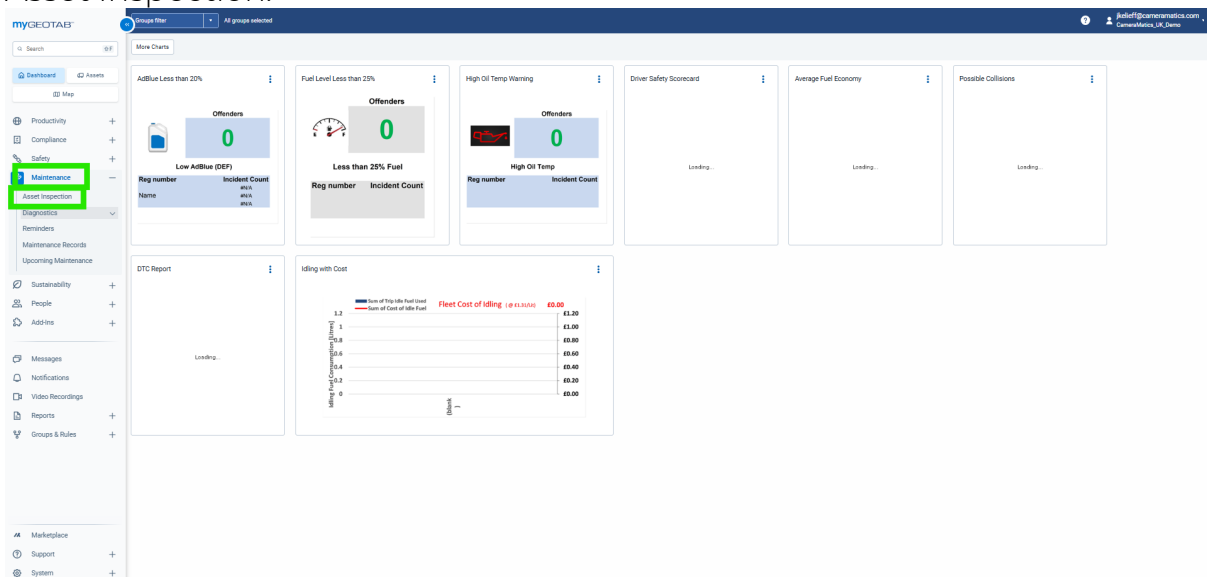 Asset Inspection.
myGEOTAB
Groups filter
All groups selected
jkelieff@cameramatics.com
CameraMatics_UK_Demo
Search
More Charts
Dashboard
Assets
Map
Productivity
Compliance
Safety
Maintenance
Asset Inspection
Diagnostics
Reminders
Maintenance Records
Upcoming Maintenance
Sustainability
People
Add-Ins
Messages
Notifications
Video Recordings
Reports
Groups & Rules
Marketplace
Support
System
AdBlue Less than 20%
Offenders
0
Low AdBlue (DEF)
Reg number Incident Count
#N/A
Name #N/A
#N/A
Fuel Level Less than 25%
Offenders
0
Less than 25% Fuel
Reg number Incident Count
High Oil Temp Warning
Offenders
0
High Oil Temp
Reg number Incident Count
Driver Safety Scorecard
Loading...
Average Fuel Economy
Loading...
Possible Collisions
Loading...
DTC Report
Loading...
Idling with Cost
Sum of Trip Idle Fuel Used
Sum of Cost of Idle Fuel
Fleet Cost of Idling (@ £1.51/Lt) £0.00
Idling Fuel Consumption [Litres]
1.2 £1.20
1 £1.00
0.8 £0.80
0.6 £0.60
0.4 £0.40
0.2 £0.20
0 £0.00
(blank
)